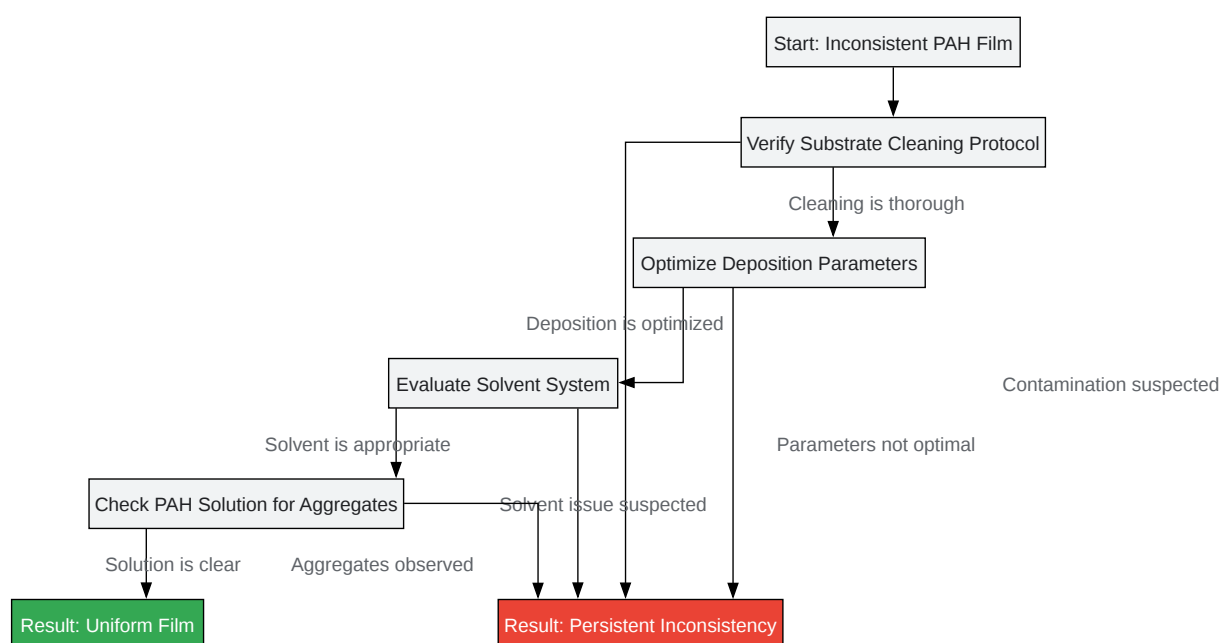 Start: Inconsistent PAH Film
Verify Substrate Cleaning Protocol
Cleaning is thorough
Optimize Deposition Parameters
Deposition is optimized
Evaluate Solvent System
Contamination suspected
Solvent is appropriate
Parameters not optimal
Check PAH Solution for Aggregates
Solvent issue suspected
Solution is clear
Aggregates observed
Result: Uniform Film
Result: Persistent Inconsistency